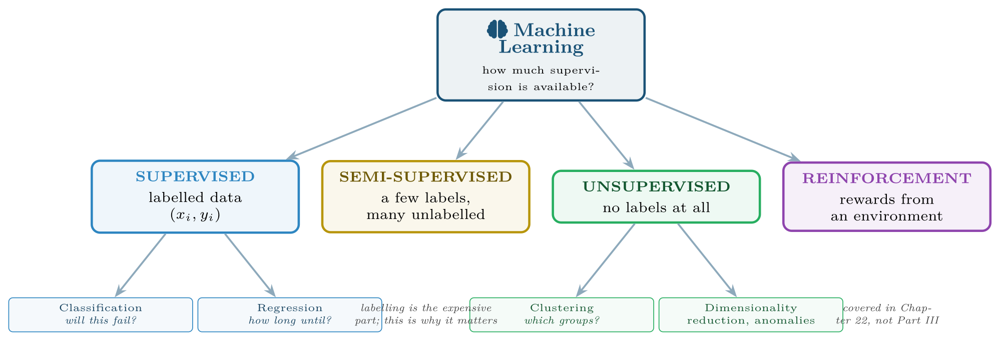 Machine
Learning
how much supervi-
sion is available?
SUPERVISED
labelled data
(x_i, y_i)
SEMI-SUPERVISED
a few labels,
many unlabelled
UNSUPERVISED
no labels at all
REINFORCEMENT
rewards from
an environment
Classification
will this fail?
Regression
how long until?
labelling is the expensive
part; this is why it matters
Clustering
which groups?
Dimensionality
reduction, anomalies
covered in Chap-
ter 22, not Part III